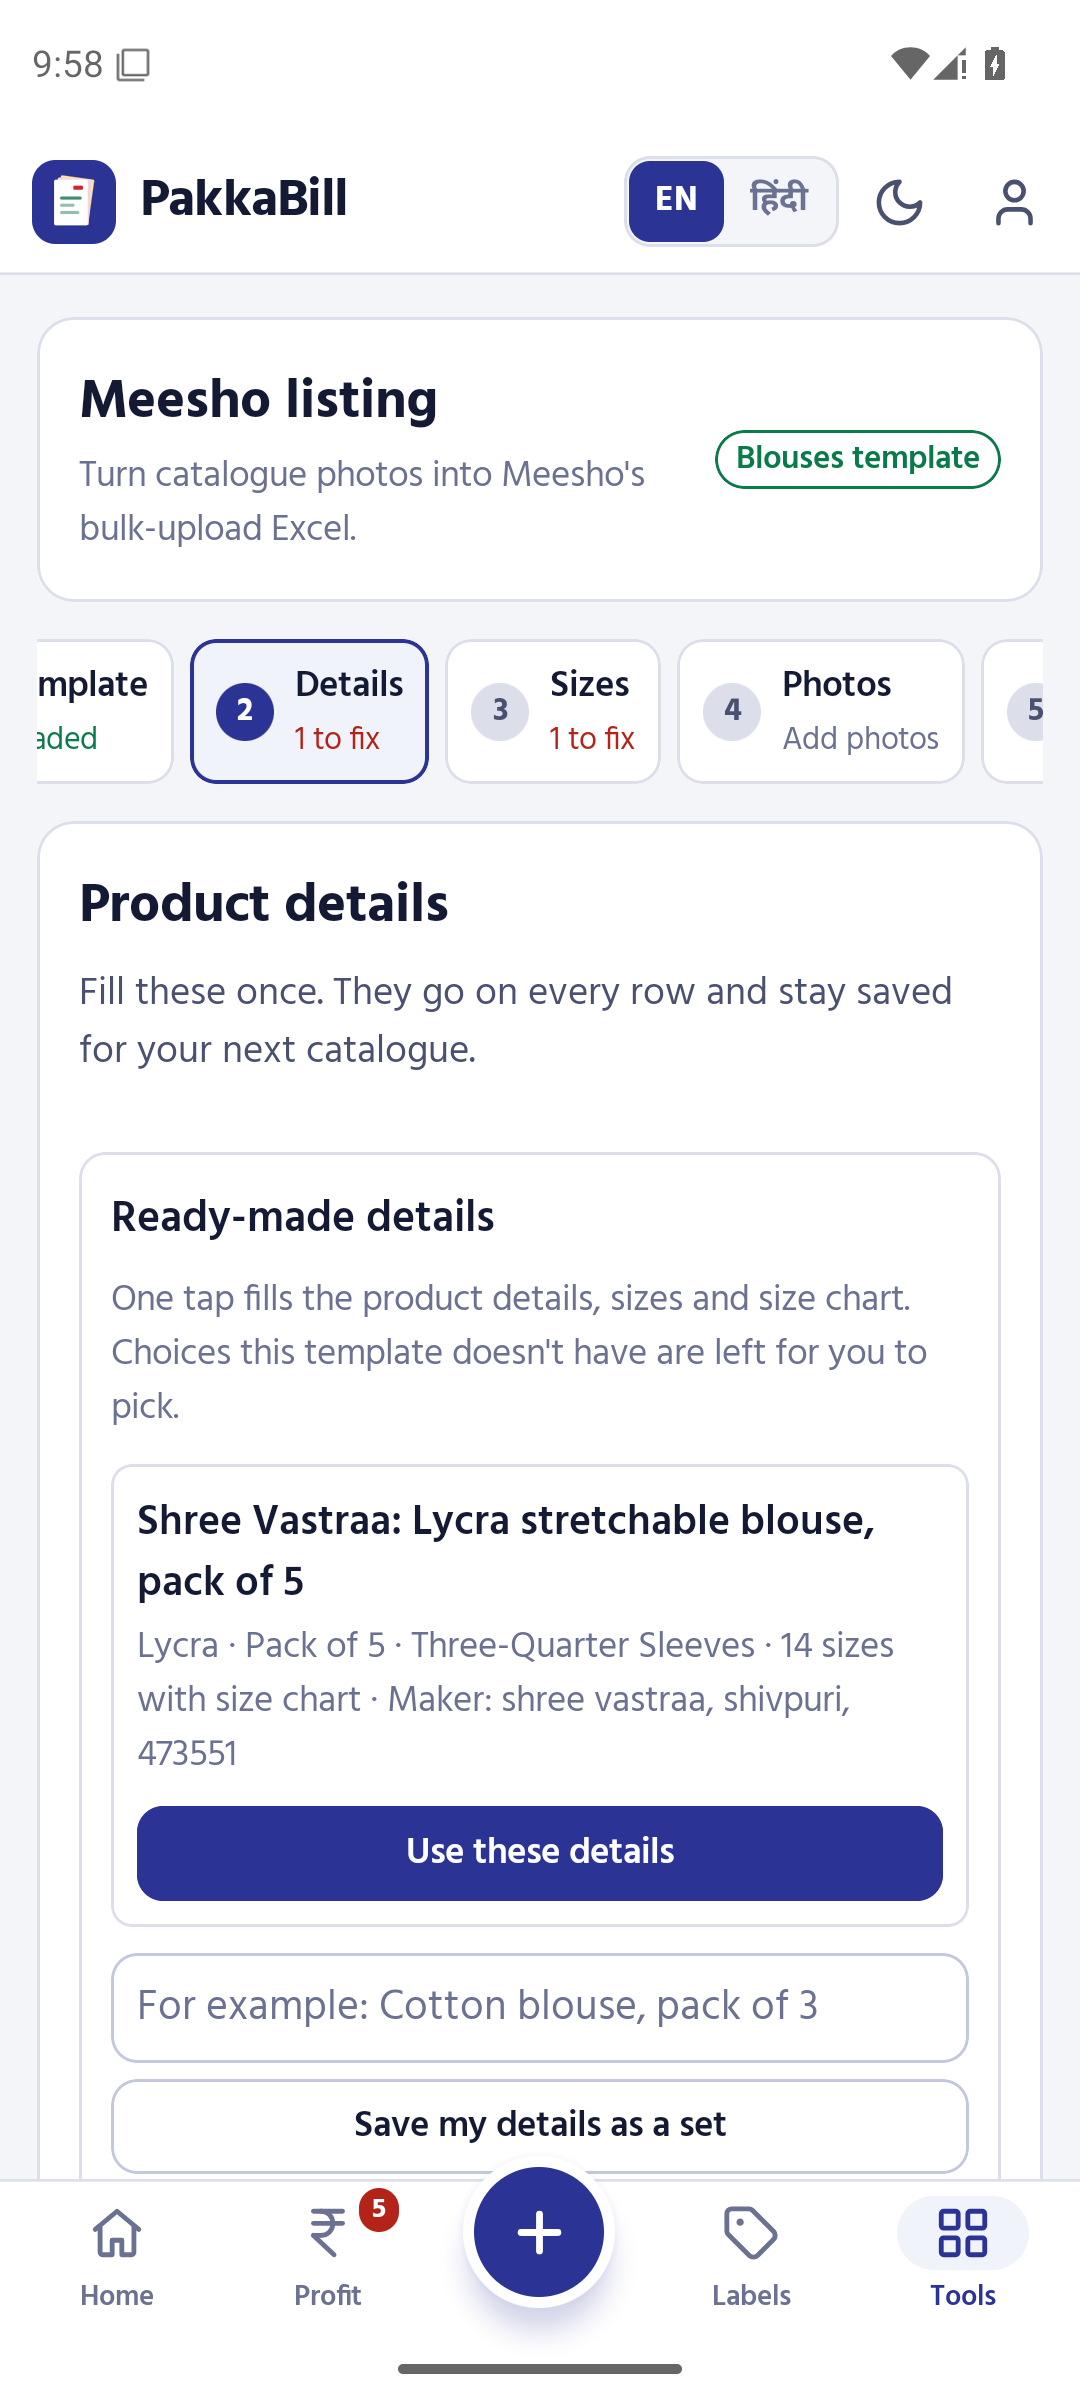 9:58
PakkaBill
EN
हिंदी
Meesho listing
Turn catalogue photos into Meesho's
bulk-upload Excel.
Blouses template
mplate
aded
2
Details
1 to fix
3
Sizes
1 to fix
4
Photos
Add photos
5
Product details
Fill these once. They go on every row and stay saved
for your next catalogue.
Ready-made details
One tap fills the product details, sizes and size chart.
Choices this template doesn't have are left for you to
pick.
Shree Vastraa: Lycra stretchable blouse,
pack of 5
Lycra · Pack of 5 · Three-Quarter Sleeves · 14 sizes
with size chart · Maker: shree vastraa, shivpuri,
473551
Use these details
For example: Cotton blouse, pack of 3
Save my details as a set
Home
5
Profit
Labels
Tools